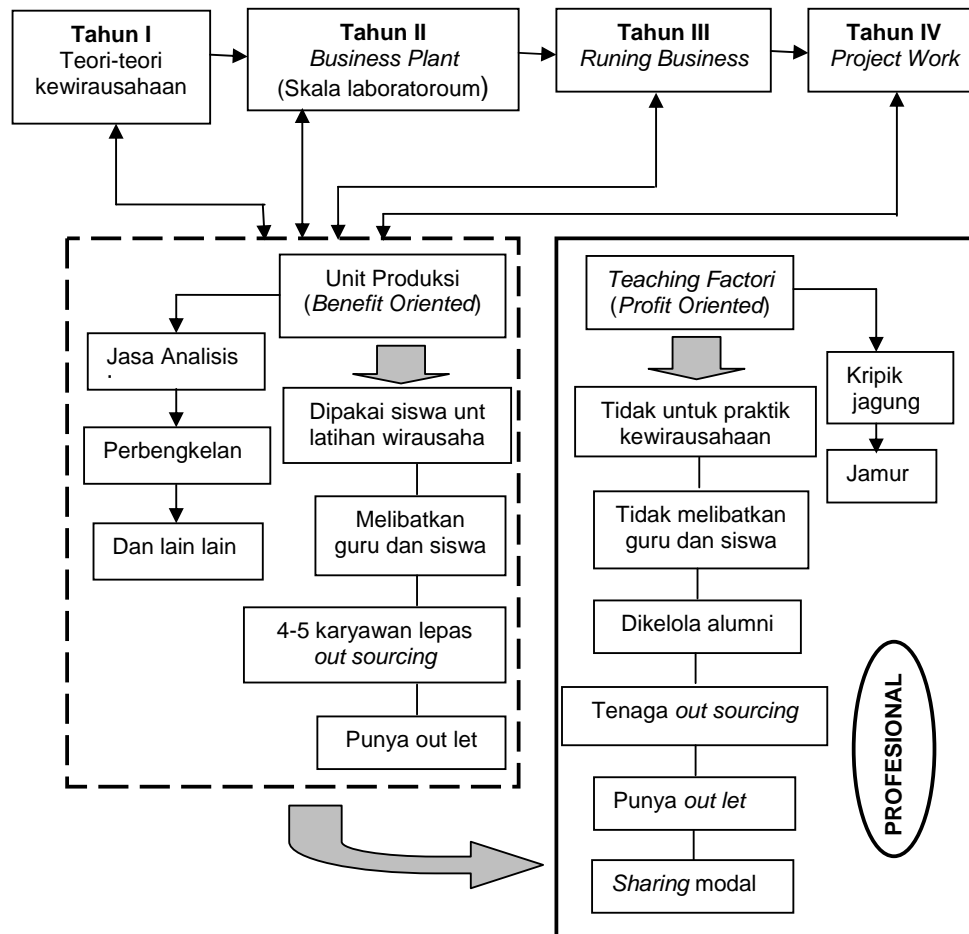 Tahun I
Teori-teori
kewirausahaan
Tahun II
Business Plant
(Skala laboratoroum)
Tahun III
Runing Business
Tahun IV
Project Work
Unit Produksi
(Benefit Oriented)
Jasa Analisis
.
Perbengkelan
Dan lain lain
Dipakai siswa unt
latihan wirausaha
Melibatkan
guru dan siswa
4-5 karyawan lepas
out sourcing
Punya out let
Teaching Factori
(Profit Oriented)
Kripik
jagung
Jamur
Tidak untuk praktik
kewirausahaan
Tidak melibatkan
guru dan siswa
Dikelola alumni
Tenaga out sourcing
Punya out let
Sharing modal
PROFESIONAL